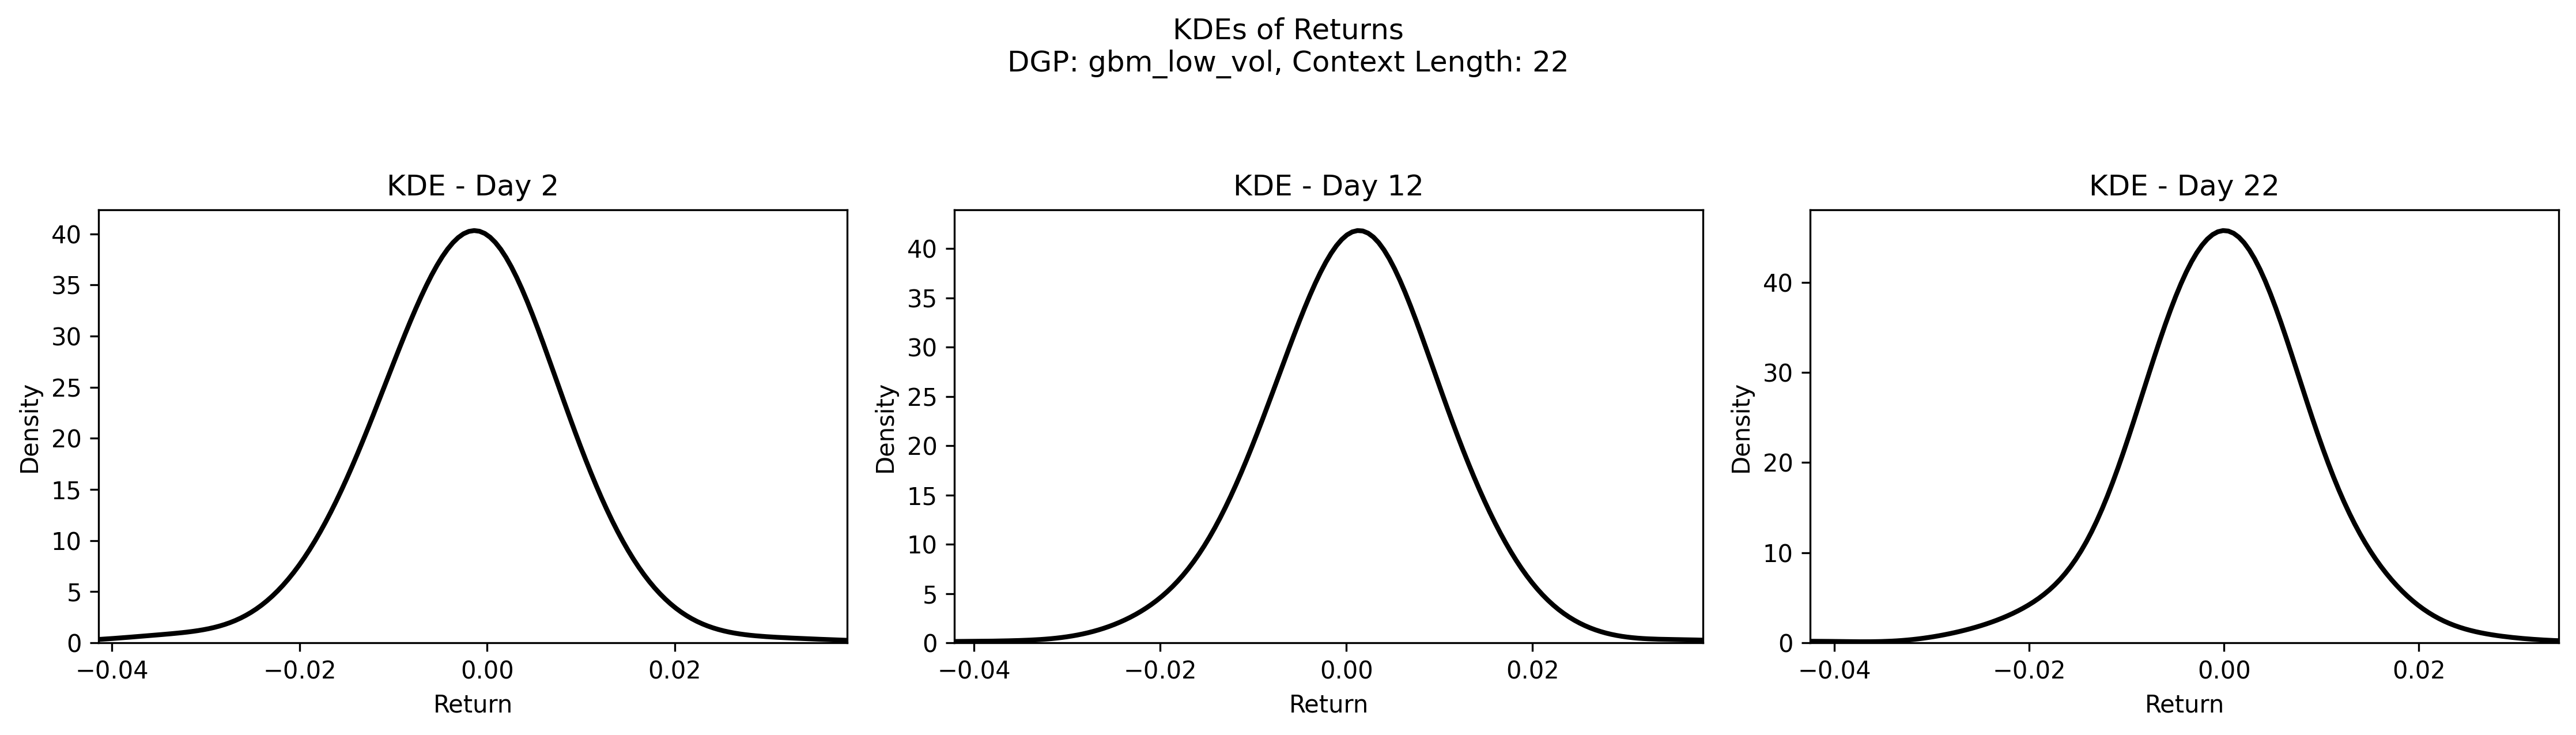 KDEs of Returns
DGP: gbm_low_vol, Context Length: 22
KDE - Day 2
40
35
30
25
20
15
10
5
0
Density
−0.04 −0.02 0.00 0.02
Return
KDE - Day 12
40
35
30
25
20
15
10
5
0
Density
−0.04 −0.02 0.00 0.02
Return
KDE - Day 22
40
30
20
10
0
Density
−0.04 −0.02 0.00 0.02
Return